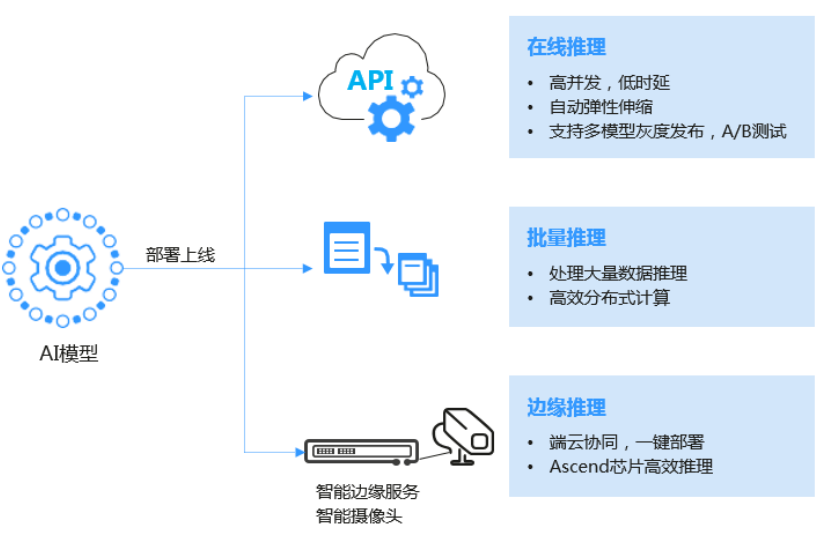 API
在线推理
• 高并发，低时延
• 自动弹性伸缩
• 支持多模型灰度发布，A/B测试
部署上线
AI模型
批量推理
• 处理大量数据推理
• 高效分布式计算
智能边缘服务
智能摄像头
边缘推理
• 端云协同，一键部署
• Ascend芯片高效推理